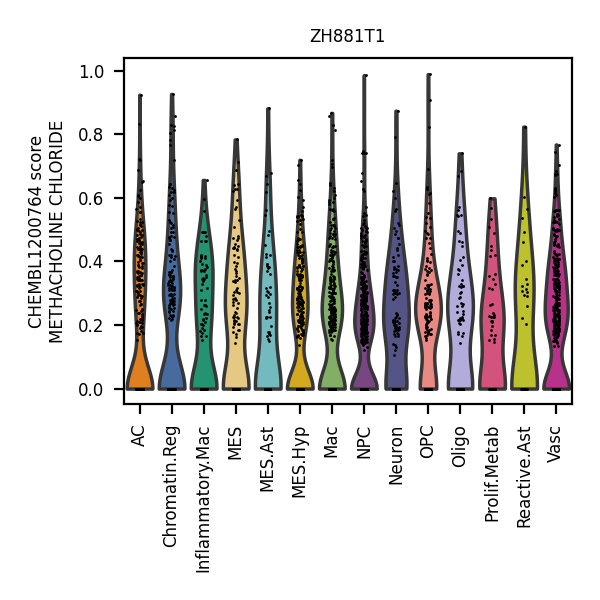 ZH881T1
CHEMBL1200764 score
METHACHOLINE CHLORIDE
1.0
0.8
0.6
0.4
0.2
0.0
AC
Chromatin.Reg
Inflammatory.Mac
MES
MES.Ast
MES.Hyp
Mac
NPC
Neuron
OPC
Oligo
Prolif.Metab
Reactive.Ast
Vasc